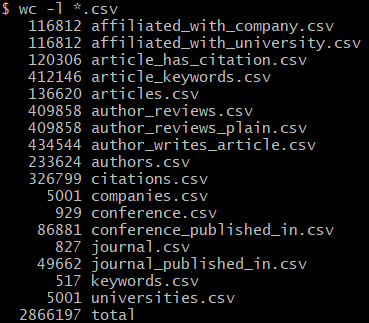 $ wc -l *.csv
116812 affiliated_with_company.csv
116812 affiliated_with_university.csv
120306 article_has_citation.csv
412146 article_keywords.csv
136620 articles.csv
409858 author_reviews.csv
409858 author_reviews_plain.csv
434544 author_writes_article.csv
233624 authors.csv
326799 citations.csv
5001 companies.csv
929 conference.csv
86881 conference_published_in.csv
827 journal.csv
49662 journal_published_in.csv
517 keywords.csv
5001 universities.csv
2866197 total